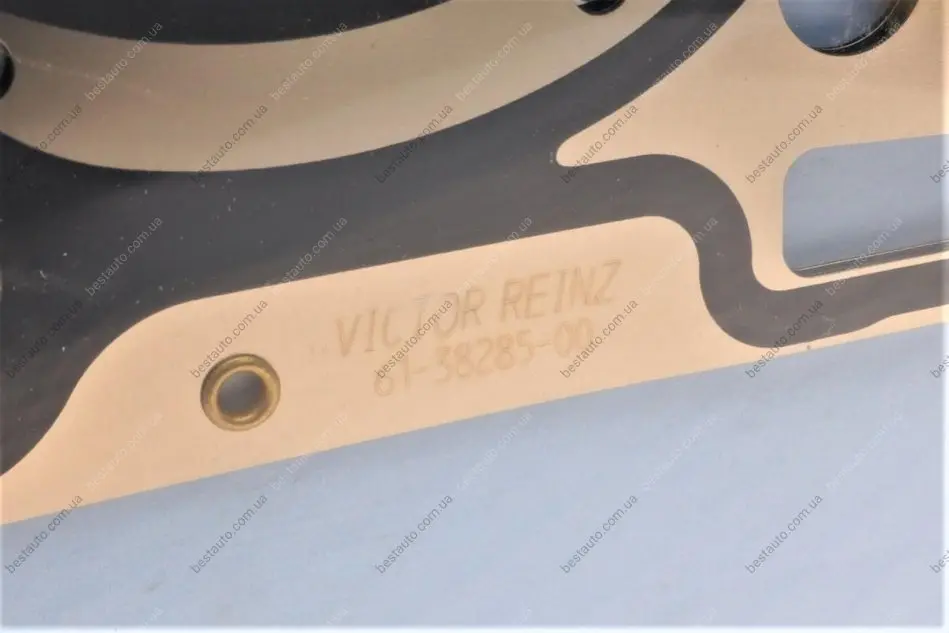 VICTOR REINZ
61-38285-00
bestauto.com.ua